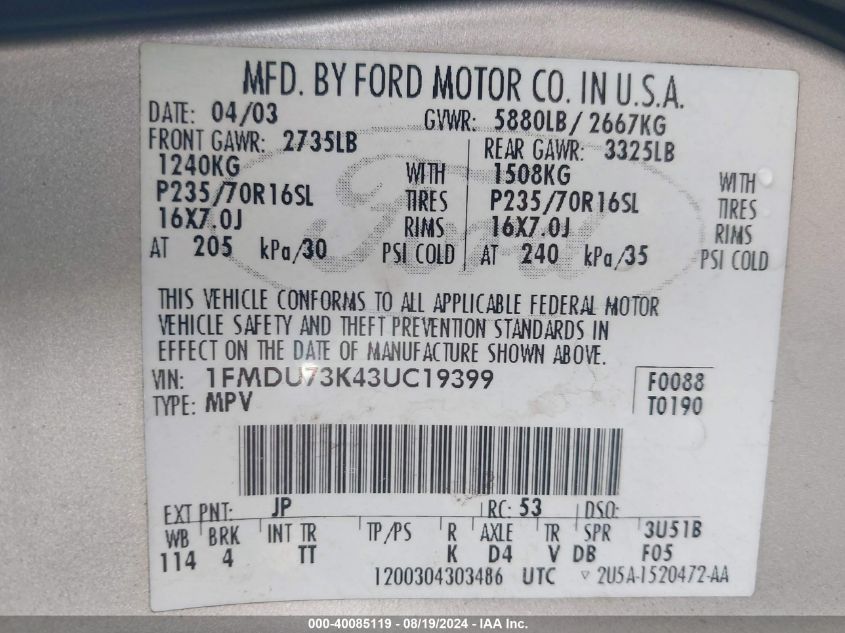 MFD. BY FORD MOTOR CO. IN U.S.A.
DATE: 04/03 GVWR: 5880LB/2667KG
FRONT GAWR: 2735LB REAR GAWR: 3325LB
1240KG WITH 1508KG WITH
P235/70R16SL TIRES P235/70R16SL TIRES
16X7.0J RIMS 16X7.0J RIMS
AT 205 kPa/30 PSI COLD AT 240 kPa/35 PSI COLD
Ford
THIS VEHICLE CONFORMS TO ALL APPLICABLE FEDERAL MOTOR
VEHICLE SAFETY AND THEFT PREVENTION STANDARDS IN
EFFECT ON THE DATE OF MANUFACTURE SHOWN ABOVE.
VIN: 1FMDU73K43UC19399 F0088
TYPE: MPV T0190
EXT PNT: JP RC: 53 DSO:
WB BRK INT TR TP/PS R AXLE TR SPR 3U51B
114 4 TT K D4 V DB F05
1200304303486 UTC ▽ 2U5A-1520472-AA
000-40085119 - 08/19/2024 - IAA Inc.